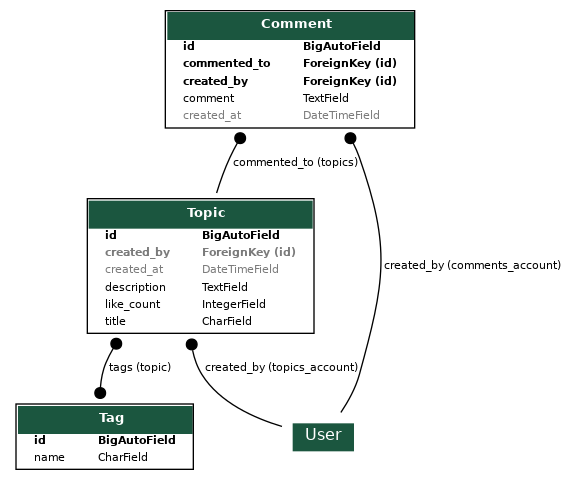 Comment
id BigAutoField
commented_to ForeignKey (id)
created_by ForeignKey (id)
comment TextField
created_at DateTimeField
commented_to (topics)
Topic
id BigAutoField
created_by ForeignKey (id)
created_at DateTimeField
description TextField
like_count IntegerField
title CharField
created_by (comments_account)
tags (topic)
created_by (topics_account)
Tag
id BigAutoField
name CharField
User